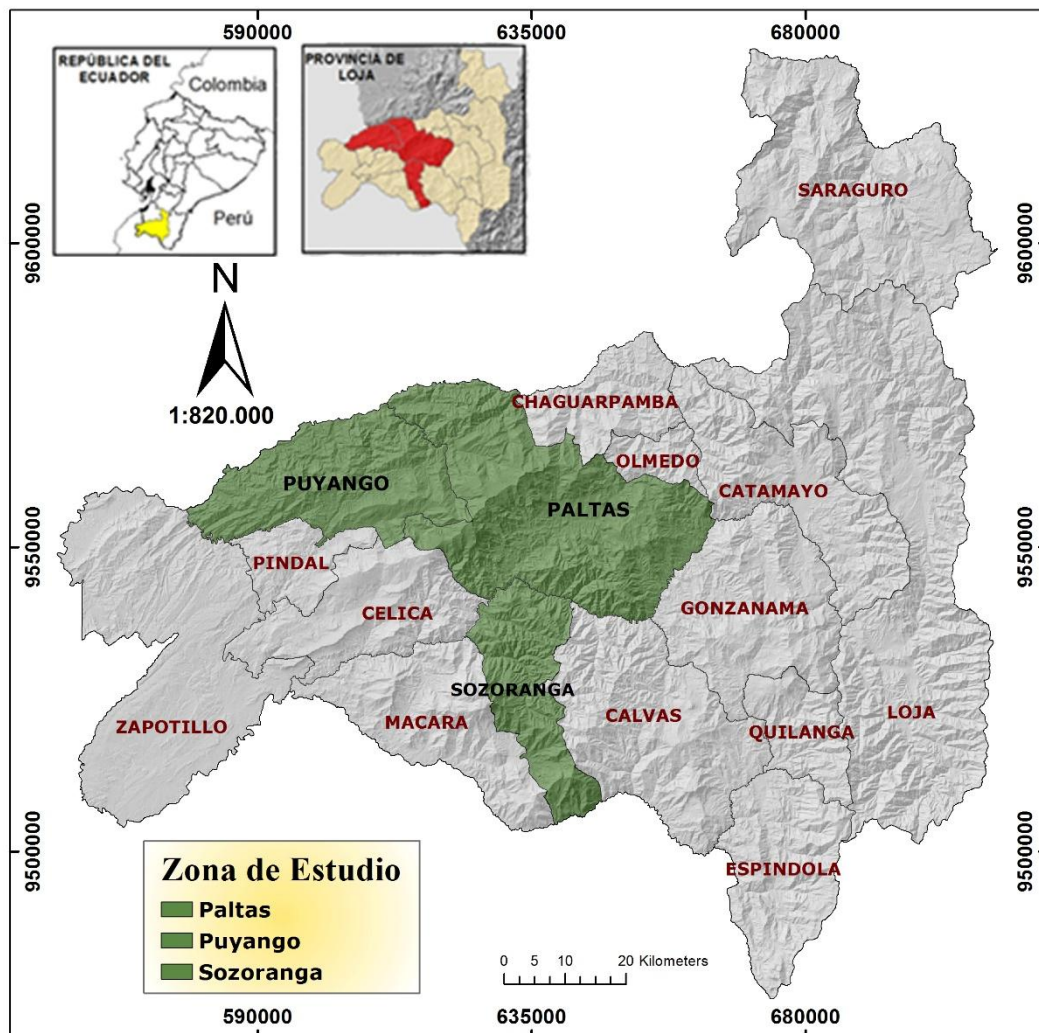 590000
635000
680000
REPÚBLICA DEL
ECUADOR
Colombia
Perú
PROVINCIA DE
LOJA
9600000
9600000
N
1:820.000
SARAGURO
CHAGUARPAMBA
OLMEDO
PUYANGO
CATAMAYO
PALTAS
9550000
9550000
PINDAL
CELICA
GONZANAMA
SOZORANGA
ZAPOTILLO
MACARA
CALVAS
QUILANGA
LOJA
9500000
9500000
ESPINDOLA
Zona de Estudio
Paltas
Puyango
Sozoranga
0 5 10 20 Kilometers
590000
635000
680000